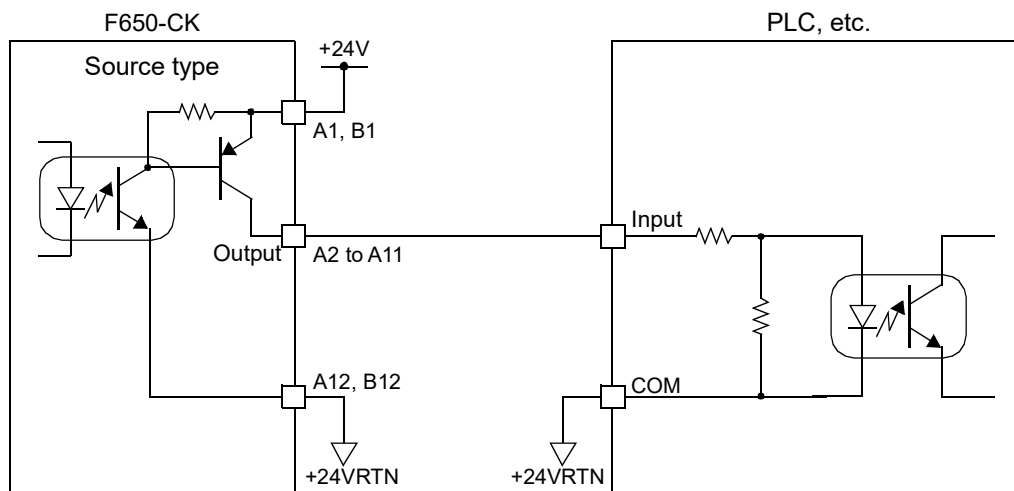 F650-CK
PLC, etc.
Source type
+24V
A1, B1
Output
A2 to A11
Input
A12, B12
COM
+24VRTN
+24VRTN